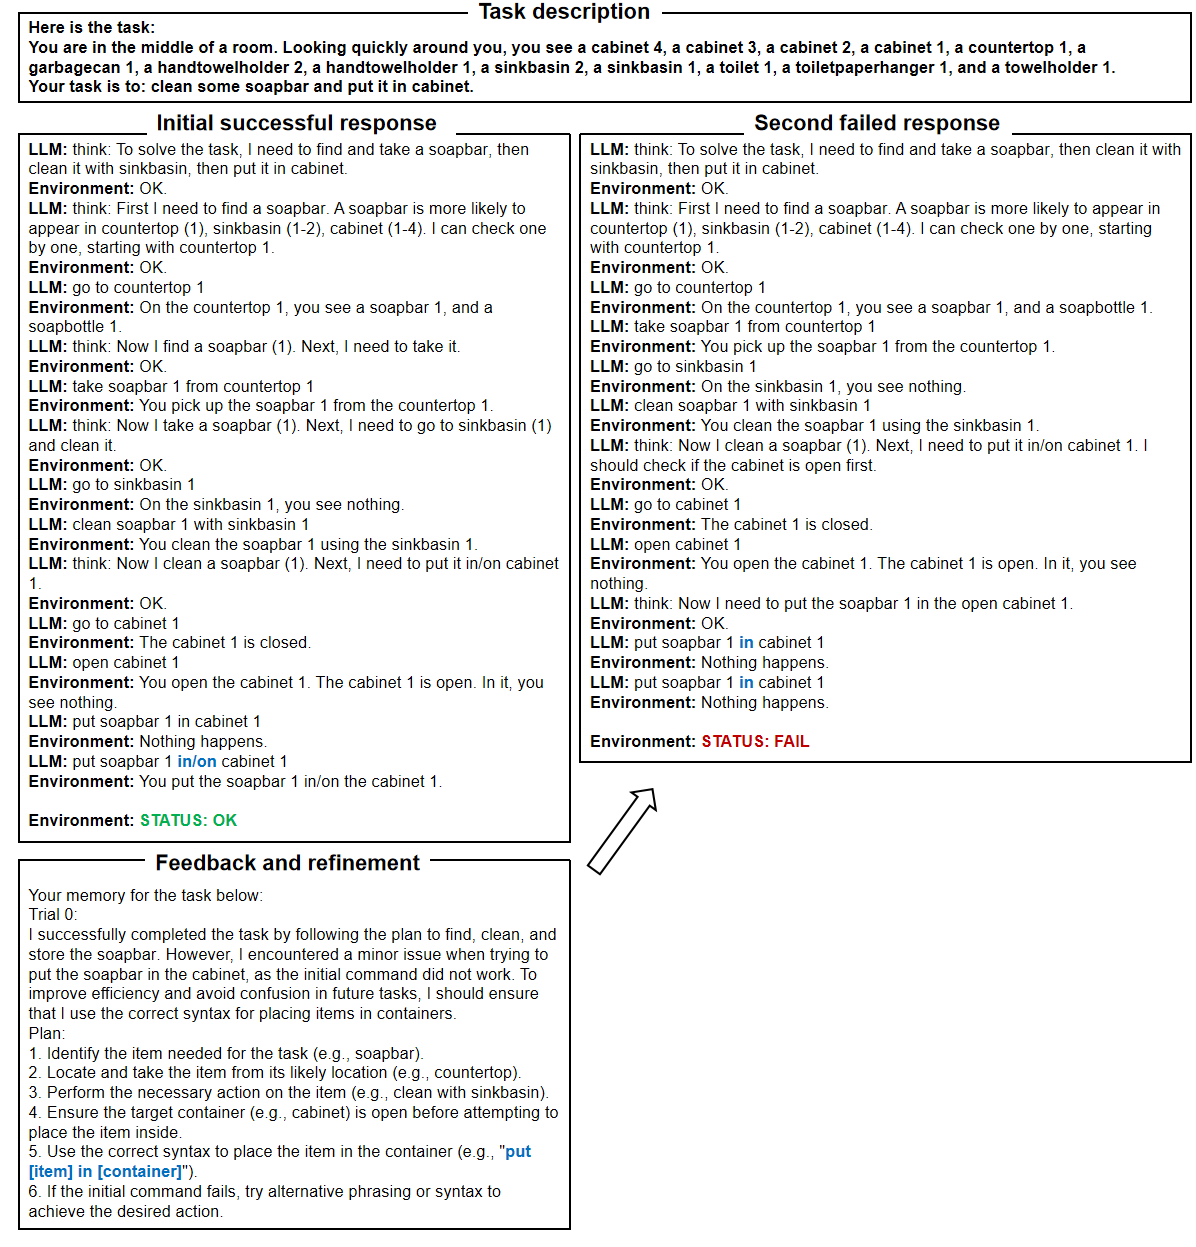 Task description
Here is the task:
You are in the middle of a room. Looking quickly around you, you see a cabinet 4, a cabinet 3, a cabinet 2, a cabinet 1, a countertop 1, a
garbagecan 1, a handtowelholder 2, a handtowelholder 1, a sinkbasin 2, a sinkbasin 1, a toilet 1, a toiletpaperhanger 1, and a towelholder 1.
Your task is to: clean some soapbar and put it in cabinet.
Initial successful response
LLM: think: To solve the task, I need to find and take a soapbar, then
clean it with sinkbasin, then put it in cabinet.
Environment: OK.
LLM: think: First I need to find a soapbar. A soapbar is more likely to
appear in countertop (1), sinkbasin (1-2), cabinet (1-4). I can check one
by one, starting with countertop 1.
Environment: OK.
LLM: go to countertop 1
Environment: On the countertop 1, you see a soapbar 1, and a
soapbottle 1.
LLM: think: Now I find a soapbar (1). Next, I need to take it.
Environment: OK.
LLM: take soapbar 1 from countertop 1
Environment: You pick up the soapbar 1 from the countertop 1.
LLM: think: Now I take a soapbar (1). Next, I need to go to sinkbasin (1)
and clean it.
Environment: OK.
LLM: go to sinkbasin 1
Environment: On the sinkbasin 1, you see nothing.
LLM: clean soapbar 1 with sinkbasin 1
Environment: You clean the soapbar 1 using the sinkbasin 1.
LLM: think: Now I clean a soapbar (1). Next, I need to put it in/on cabinet
1.
Environment: OK.
LLM: go to cabinet 1
Environment: The cabinet 1 is closed.
LLM: open cabinet 1
Environment: You open the cabinet 1. The cabinet 1 is open. In it, you
see nothing.
LLM: put soapbar 1 in cabinet 1
Environment: Nothing happens.
LLM: put soapbar 1 in/on cabinet 1
Environment: You put the soapbar 1 in/on the cabinet 1.
Environment: STATUS: OK
Second failed response
LLM: think: To solve the task, I need to find and take a soapbar, then clean it with
sinkbasin, then put it in cabinet.
Environment: OK.
LLM: think: First I need to find a soapbar. A soapbar is more likely to appear in
countertop (1), sinkbasin (1-2), cabinet (1-4). I can check one by one, starting
with countertop 1.
Environment: OK.
LLM: go to countertop 1
Environment: On the countertop 1, you see a soapbar 1, and a soapbottle 1.
LLM: take soapbar 1 from countertop 1
Environment: You pick up the soapbar 1 from the countertop 1.
LLM: go to sinkbasin 1
Environment: On the sinkbasin 1, you see nothing.
LLM: clean soapbar 1 with sinkbasin 1
Environment: You clean the soapbar 1 using the sinkbasin 1.
LLM: think: Now I clean a soapbar (1). Next, I need to put it in/on cabinet 1. I
should check if the cabinet is open first.
Environment: OK.
LLM: go to cabinet 1
Environment: The cabinet 1 is closed.
LLM: open cabinet 1
Environment: You open the cabinet 1. The cabinet 1 is open. In it, you see
nothing.
LLM: think: Now I need to put the soapbar 1 in the open cabinet 1.
Environment: OK.
LLM: put soapbar 1 in cabinet 1
Environment: Nothing happens.
LLM: put soapbar 1 in cabinet 1
Environment: Nothing happens.
Environment: STATUS: FAIL
Feedback and refinement
Your memory for the task below:
Trial 0:
I successfully completed the task by following the plan to find, clean, and
store the soapbar. However, I encountered a minor issue when trying to
put the soapbar in the cabinet, as the initial command did not work. To
improve efficiency and avoid confusion in future tasks, I should ensure
that I use the correct syntax for placing items in containers.
Plan:
1. Identify the item needed for the task (e.g., soapbar).
2. Locate and take the item from its likely location (e.g., countertop).
3. Perform the necessary action on the item (e.g., clean with sinkbasin).
4. Ensure the target container (e.g., cabinet) is open before attempting to
place the item inside.
5. Use the correct syntax to place the item in the container (e.g., "put
[item] in [container]").
6. If the initial command fails, try alternative phrasing or syntax to
achieve the desired action.